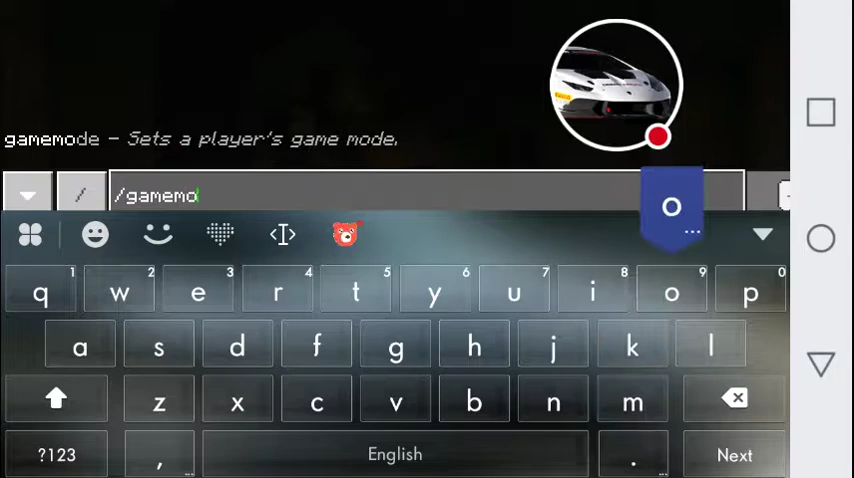 gamemode – Sets a player's game mode.
/ /gamemo
o
...
1 2 3 4 5 6 7 8 9 0
q w e r t y u i o p
a s d f g h j k l
z x c v b n m
?123 , English . Next